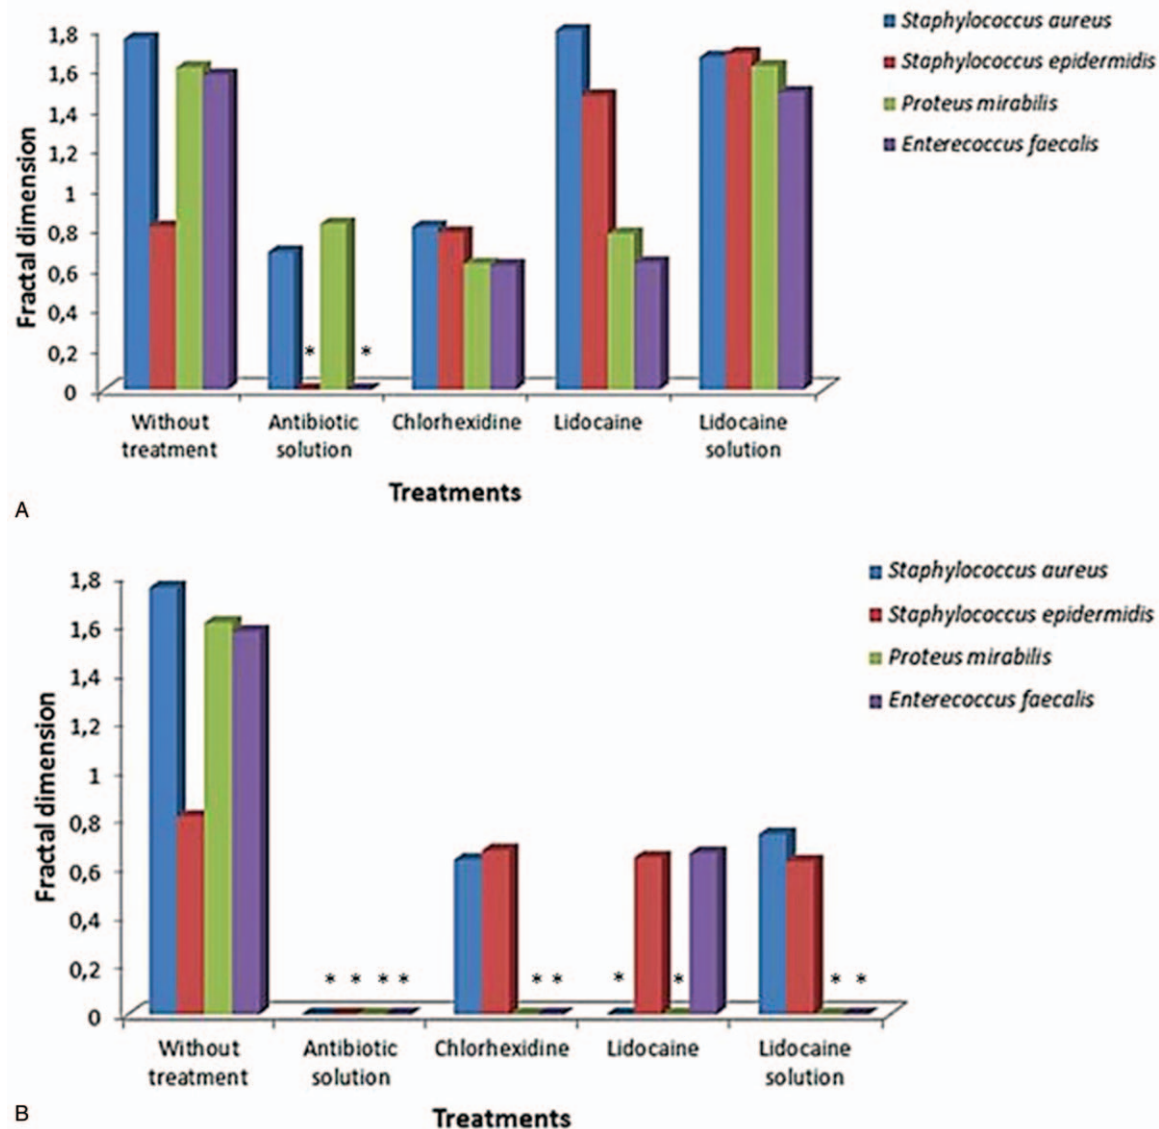 1,8
1,6
1,4
1,2
1
0,8
0,6
0,4
0,2
0
Fractal dimension
* *
Without treatment
Antibiotic solution
Chlorhexidine
Lidocaine
Lidocaine solution
Treatments
Staphylococcus aureus
Staphylococcus epidermidis
Proteus mirabilis
Enterecoccus faecalis
A
1,8
1,6
1,4
1,2
1
0,8
0,6
0,4
0,2
0
Fractal dimension
* * * * * * * * * *
Without treatment
Antibiotic solution
Chlorhexidine
Lidocaine
Lidocaine solution
Treatments
Staphylococcus aureus
Staphylococcus epidermidis
Proteus mirabilis
Enterecoccus faecalis
B